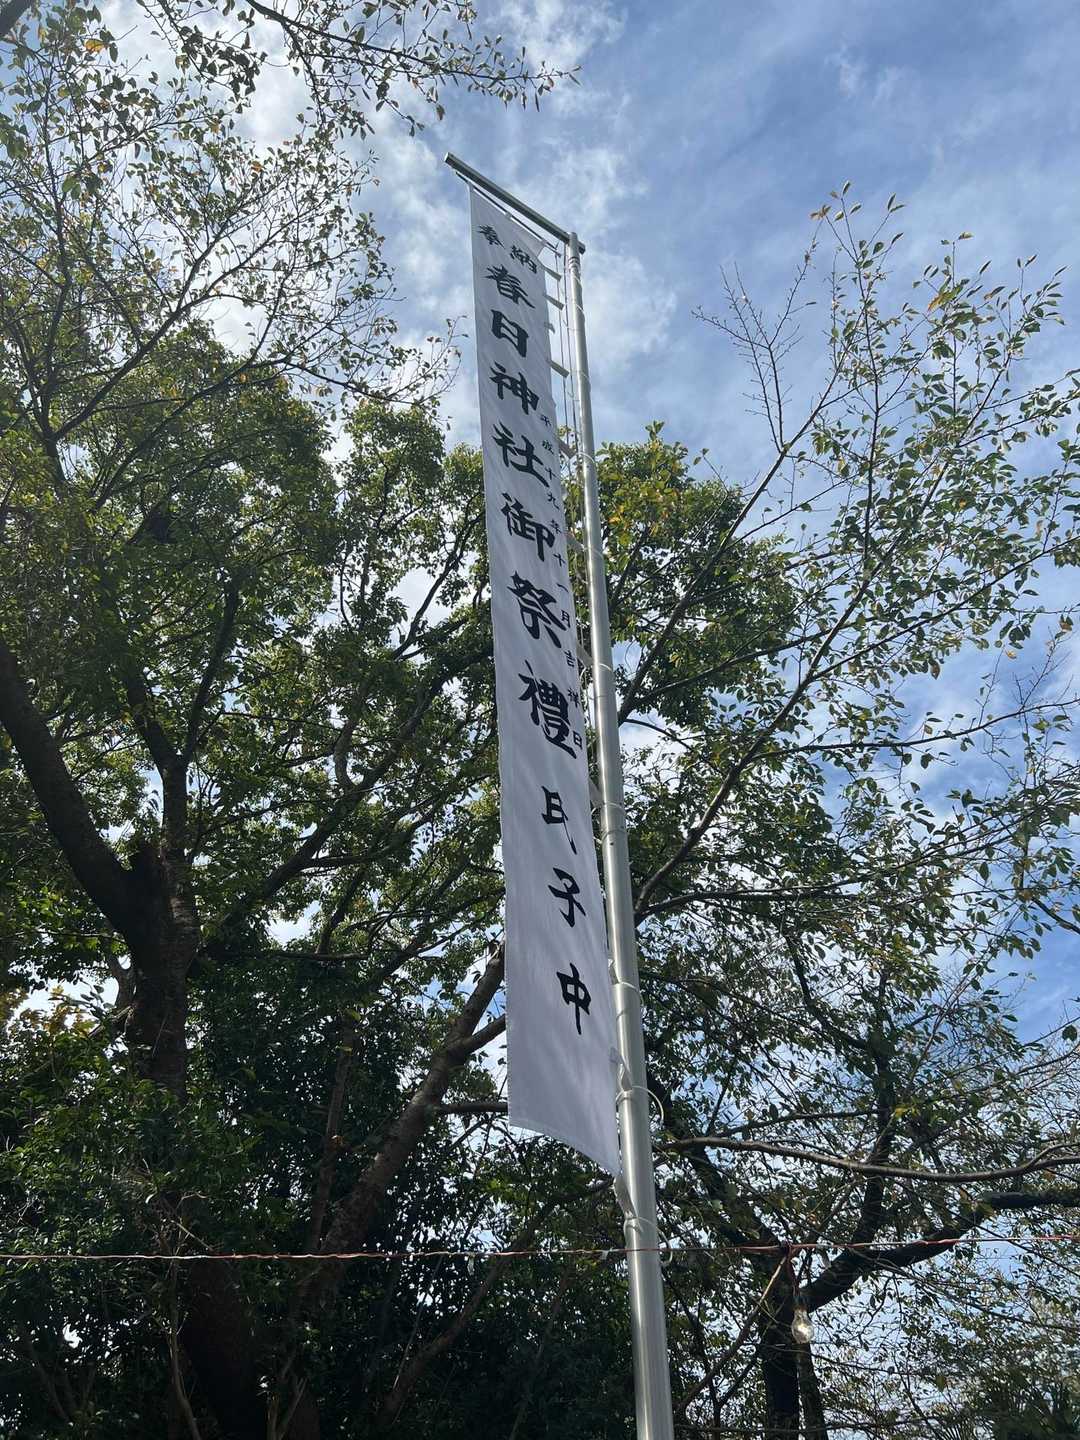 奉納
春日神社御祭禮氏子中
平成十九年十一月吉祥日